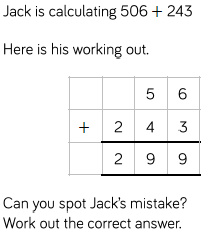 Jack is calculating 506 + 243
Here is his working out.
5 6
+ 2 4 3
2 9 9
Can you spot Jack's mistake?
Work out the correct answer.